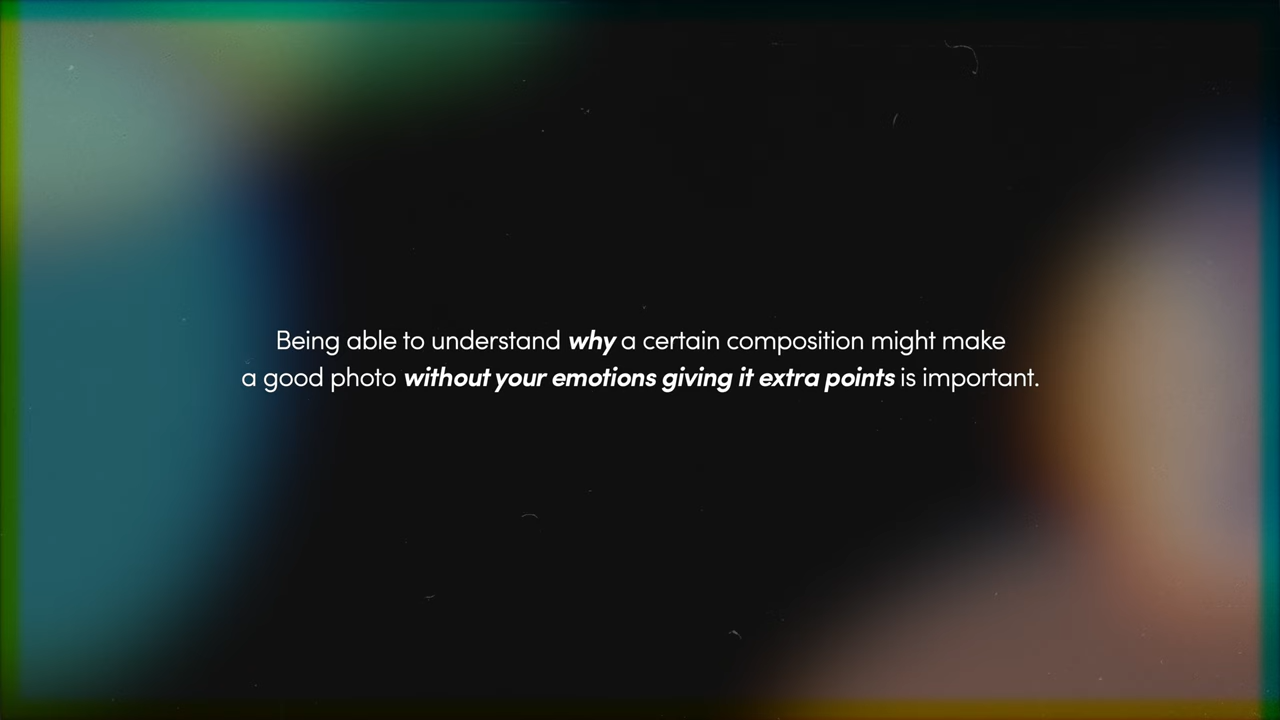 Being able to understand why a certain composition might make
a good photo without your emotions giving it extra points is important.